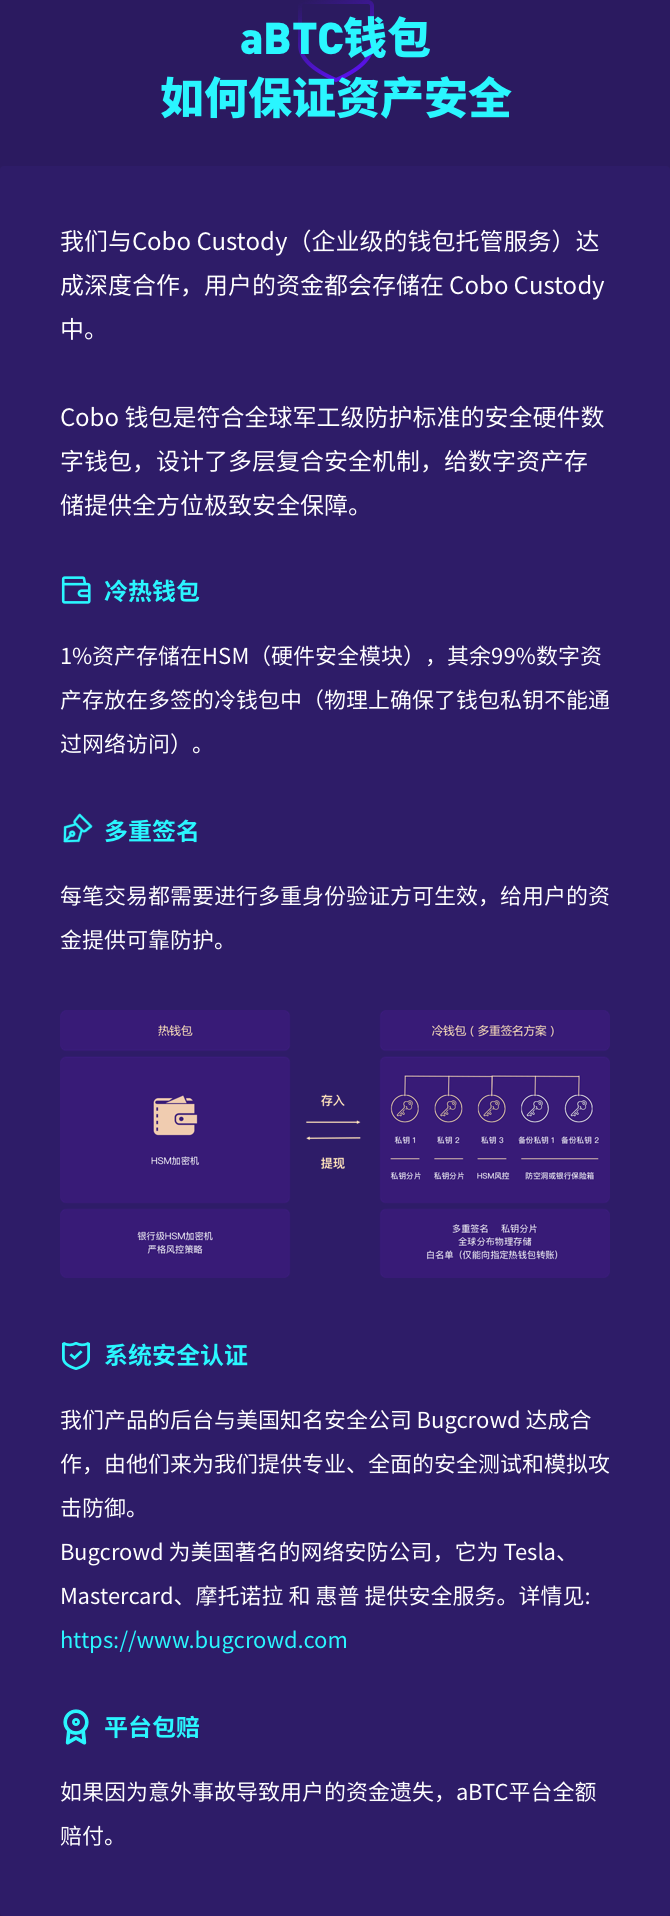 aBTC钱包
如何保证资产安全
我们与Cobo Custody（企业级的钱包托管服务）达
成深度合作，用户的资金都会存储在 Cobo Custody
中。
Cobo 钱包是符合全球军工级防护标准的安全硬件数
字钱包，设计了多层复合安全机制，给数字资产存
储提供全方位极致安全保障。
冷热钱包
1%资产存储在HSM（硬件安全模块），其余99%数字资
产存放在多签的冷钱包中（物理上确保了钱包私钥不能通
过网络访问）。
多重签名
每笔交易都需要进行多重身份验证方可生效，给用户的资
金提供可靠防护。
热钱包
HSM加密机
银行级HSM加密机
严格风控策略
存入
提现
冷钱包（多重签名方案）
私钥 1 私钥 2 私钥 3 备份私钥 1 备份私钥 2
私钥分片 私钥分片 HSM风控 防空洞或银行保险箱
多重签名 私钥分片
全球分布物理存储
白名单（仅能向指定热钱包转账）
系统安全认证
我们产品的后台与美国知名安全公司 Bugcrowd 达成合
作，由他们来为我们提供专业、全面的安全测试和模拟攻
击防御。
Bugcrowd 为美国著名的网络安防公司，它为 Tesla、
Mastercard、摩托诺拉 和 惠普 提供安全服务。详情见:
https://www.bugcrowd.com
平台包赔
如果因为意外事故导致用户的资金遗失，aBTC平台全额
赔付。